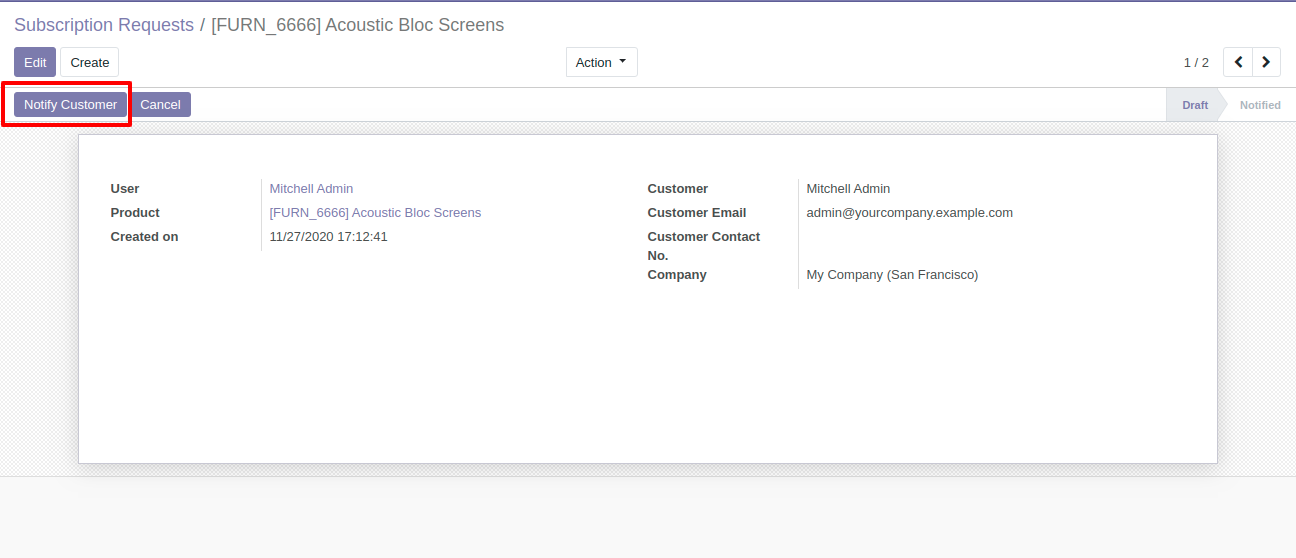 Subscription Requests / [FURN_6666] Acoustic Bloc Screens
Edit Create Action 1 / 2
Notify Customer Cancel Draft Notified
User Mitchell Admin
Product [FURN_6666] Acoustic Bloc Screens
Created on 11/27/2020 17:12:41
Customer Mitchell Admin
Customer Email admin@yourcompany.example.com
Customer Contact
No.
Company My Company (San Francisco)